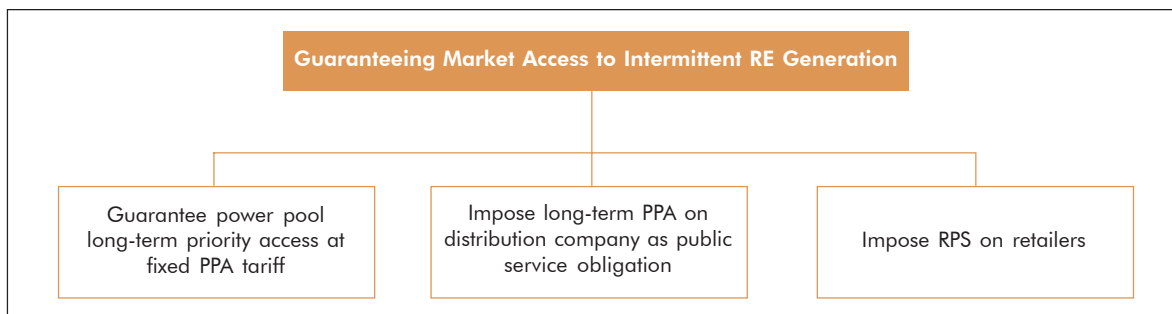 Guaranteeing Market Access to Intermittent RE Generation
Guarantee power pool
long-term priority access at
fixed PPA tariff
Impose long-term PPA on
distribution company as public
service obligation
Impose RPS on retailers